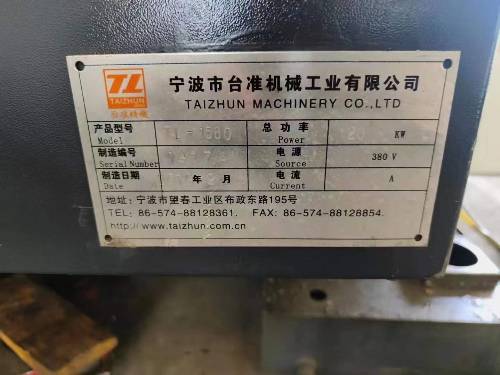 TL
TAIZHUN
台准精機
宁波市台准机械工业有限公司
TAIZHUN MACHINERY CO.,LTD
产品型号 总功率 KW
Model Power
制造编号 电源 380 V
Serial Number Source
制造日期 年 月 电流 A
Date Current
地址: 宁波市望春工业区布政东路195号
TEL: 86-574-88128361. FAX: 86-574-88128854.
http://www.taizhun.com.cn